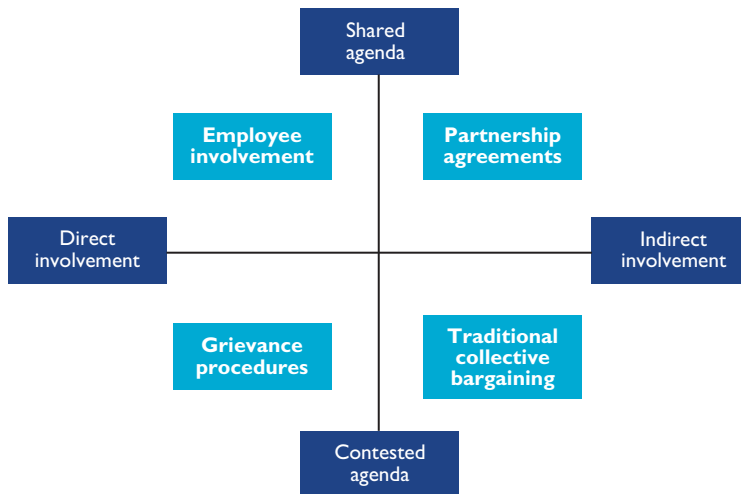 Shared
agenda
Employee
involvement
Partnership
agreements
Direct
involvement
Indirect
involvement
Grievance
procedures
Traditional
collective
bargaining
Contested
agenda